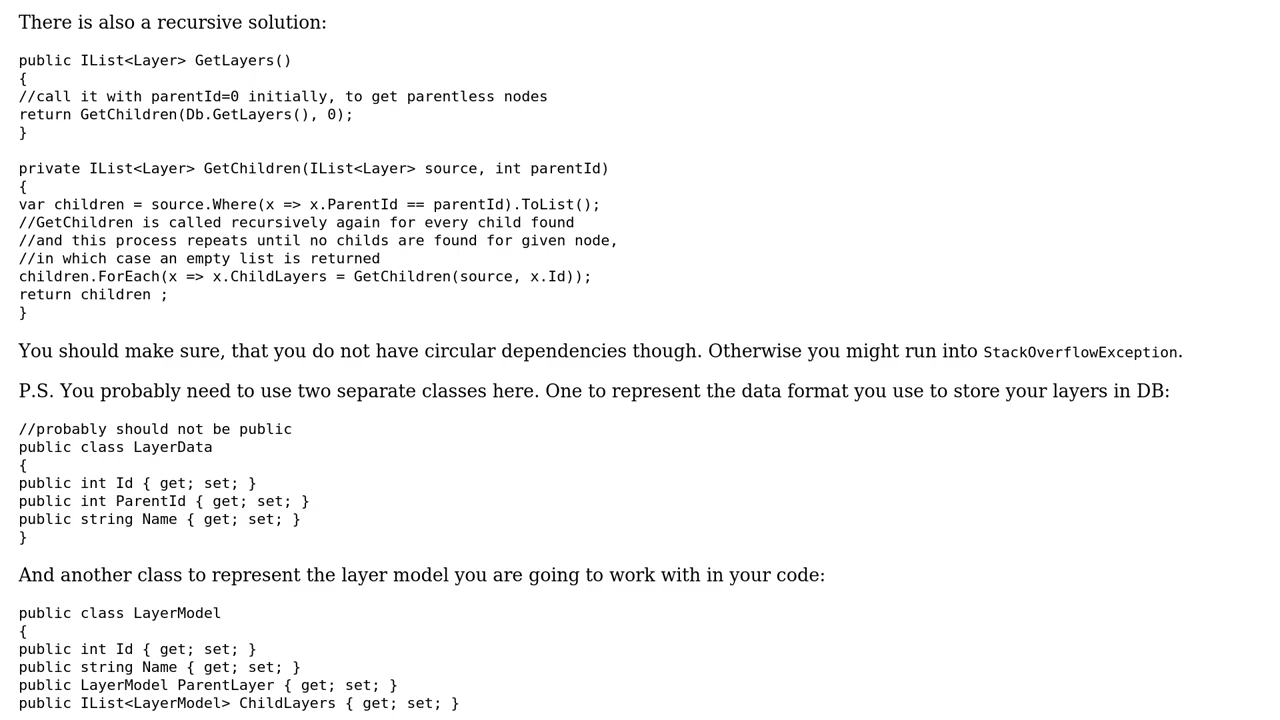 There is also a recursive solution:
public IList<Layer> GetLayers()
{
//call it with parentId=0 initially, to get parentless nodes
return GetChildren(Db.GetLayers(), 0);
}
private IList<Layer> GetChildren(IList<Layer> source, int parentId)
{
var children = source.Where(x => x.ParentId == parentId).ToList();
//GetChildren is called recursively again for every child found
//and this process repeats until no childs are found for given node,
//in which case an empty list is returned
children.ForEach(x => x.ChildLayers = GetChildren(source, x.Id));
return children ;
}
You should make sure, that you do not have circular dependencies though. Otherwise you might run into StackOverflowException.
P.S. You probably need to use two separate classes here. One to represent the data format you use to store your layers in DB:
//probably should not be public
public class LayerData
{
public int Id { get; set; }
public int ParentId { get; set; }
public string Name { get; set; }
}
And another class to represent the layer model you are going to work with in your code:
public class LayerModel
{
public int Id { get; set; }
public string Name { get; set; }
public LayerModel ParentLayer { get; set; }
public IList<LayerModel> ChildLayers { get; set; }